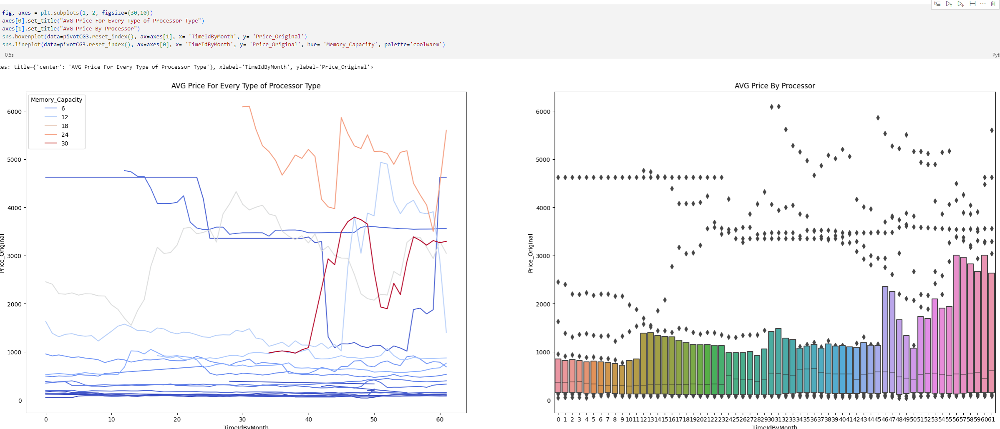 fig, axes = plt.subplots(1, 2, figsize=(30,10))
axes[0].set_title("AVG Price For Every Type of Processor Type")
axes[1].set_title("AVG Price By Processor")
sns.boxenplot(data=pivotCG3.reset_index(), ax=axes[1], x= 'TimeIdByMonth', y= 'Price_Original')
sns.lineplot(data=pivotCG3.reset_index(), ax=axes[0], x= 'TimeIdByMonth', y= 'Price_Original', hue= 'Memory_Capacity', palette='coolwarm')
0.5s
Pyth
xes: title={'center': 'AVG Price For Every Type of Processor Type'}, xlabel='TimeIdByMonth', ylabel='Price_Original'>
AVG Price For Every Type of Processor Type
Memory_Capacity
6
12
18
24
30
6000
5000
4000
3000
2000
1000
0
Price_Original
0 10 20 30 40 50 60
TimeIdByMonth
AVG Price By Processor
6000
5000
4000
3000
2000
1000
0
Price_Original
0 1 2 3 4 5 6 7 8 9 10 11 12 13 14 15 16 17 18 19 20 21 22 23 24 25 26 27 28 29 30 31 32 33 34 35 36 37 38 39 40 41 42 43 44 45 46 47 48 49 50 51 52 53 54 55 56 57 58 59 60 61
TimeIdByMonth